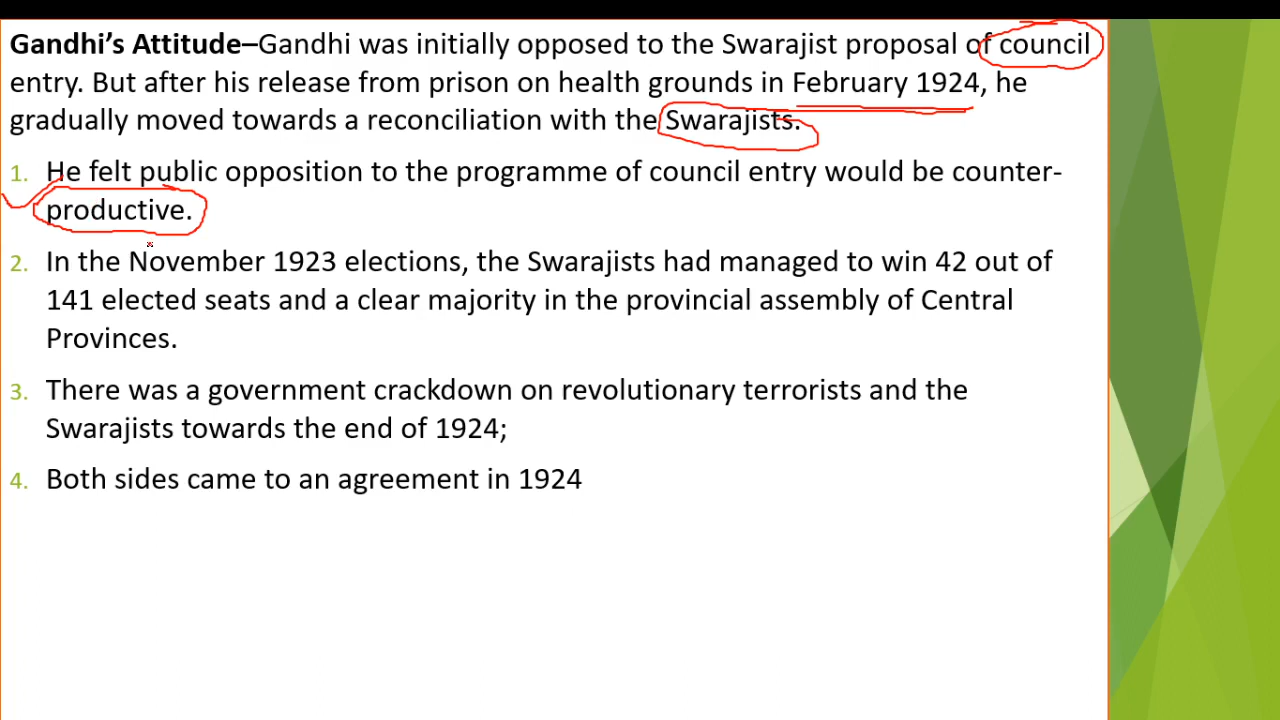 Gandhi's Attitude–Gandhi was initially opposed to the Swarajist proposal of council
entry. But after his release from prison on health grounds in February 1924, he
gradually moved towards a reconciliation with the Swarajists.
1. He felt public opposition to the programme of council entry would be counter-
productive.
2. In the November 1923 elections, the Swarajists had managed to win 42 out of
141 elected seats and a clear majority in the provincial assembly of Central
Provinces.
3. There was a government crackdown on revolutionary terrorists and the
Swarajists towards the end of 1924;
4. Both sides came to an agreement in 1924